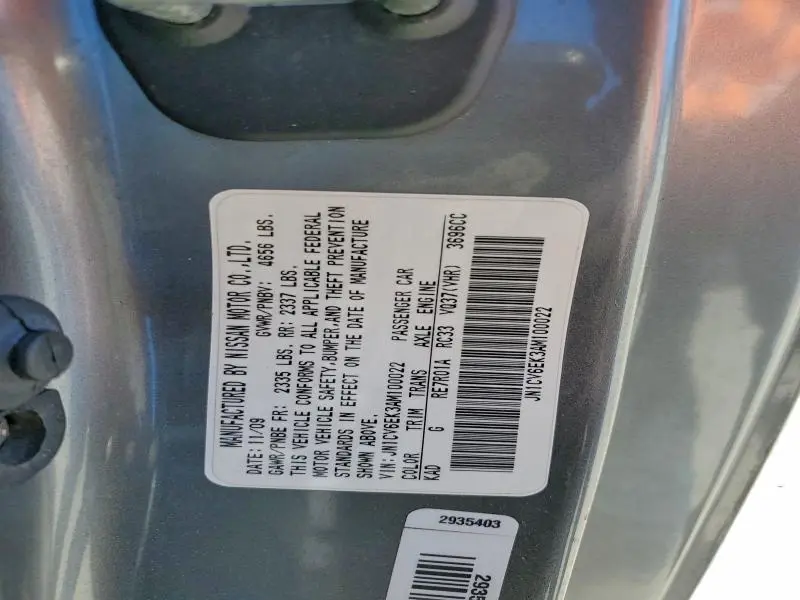 MANUFACTURED BY NISSAN MOTOR CO.,LTD.
DATE: 11/09 GVWR/PNBV: 4656 LBS.
GAWR/PNBE FR: 2335 LBS. RR: 2337 LBS.
THIS VEHICLE CONFORMS TO ALL APPLICABLE FEDERAL
MOTOR VEHICLE SAFETY,BUMPER,AND THEFT PREVENTION
STANDARDS IN EFFECT ON THE DATE OF MANUFACTURE
SHOWN ABOVE.
VIN:JN1CV6EK3AM100022 PASSENGER CAR
COLOR TRIM TRANS AXLE ENGINE
KAD G RE7R01A RC33 VQ37(VHR) 3696CC
JN1CV6EK3AM100022
2935403